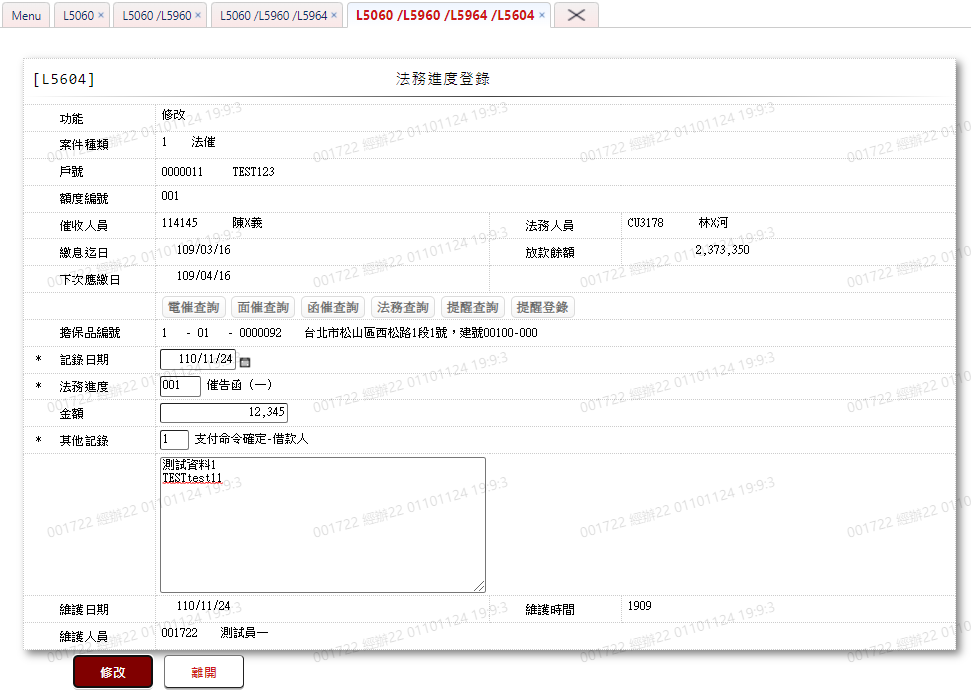 Menu L5060 × L5060 /L5960 × L5060 /L5960 /L5964 × L5060 /L5960 /L5964 /L5604 ×
[L5604] 法務進度登錄
功能 修改
案件種類 1 法催
戶號 0000011 TEST123
額度編號 001
催收人員 114145 陳X義 法務人員 CU3178 林X河
繳息迄日 109/03/16 放款餘額 2,373,350
下次應繳日 109/04/16
電催查詢 面催查詢 函催查詢 法務查詢 提醒查詢 提醒登錄
擔保品編號 1 - 01 - 0000092 台北市松山區西松路1段1號，建號00100-000
* 記錄日期 110/11/24
* 法務進度 001 催告函（一）
金額 12,345
* 其他記錄 1 支付命令確定-借款人
測試資料1
TESTtest11
維護日期 110/11/24 維護時間 1909
維護人員 001722 測試員一
修改 離開
001722 經辦22 01101124 19:9:3